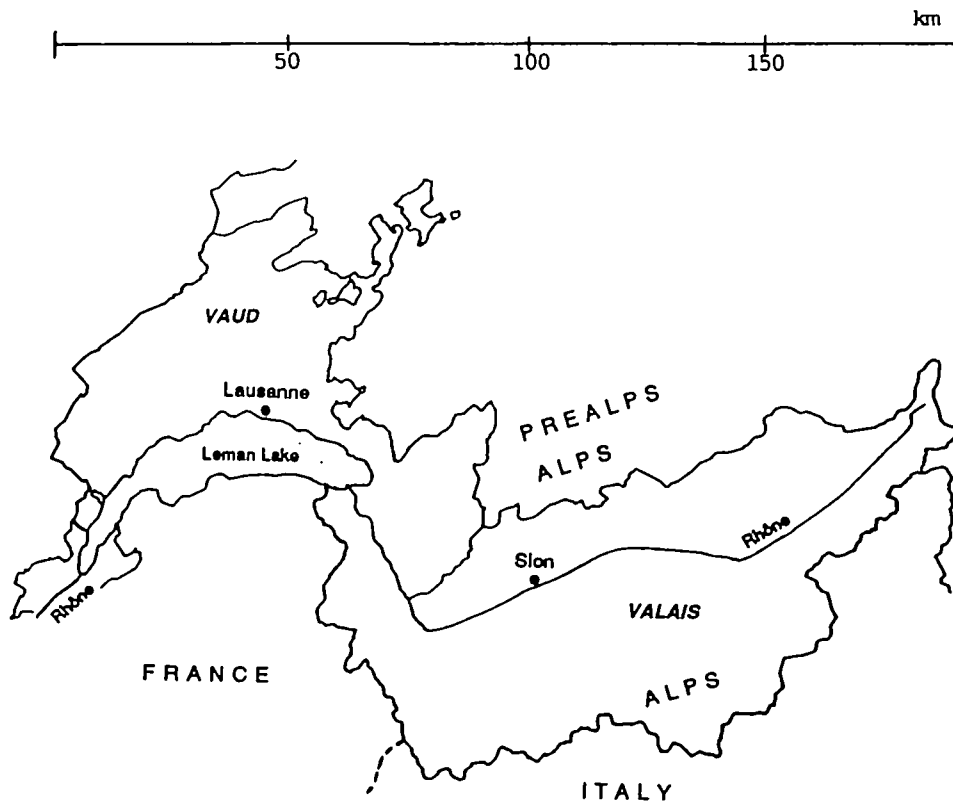 km
50 100 150
VAUD
Lausanne
PREALPS
ALPS
Leman Lake
Rhône
Sion
Rhône
VALAIS
FRANCE
ALPS
ITALY